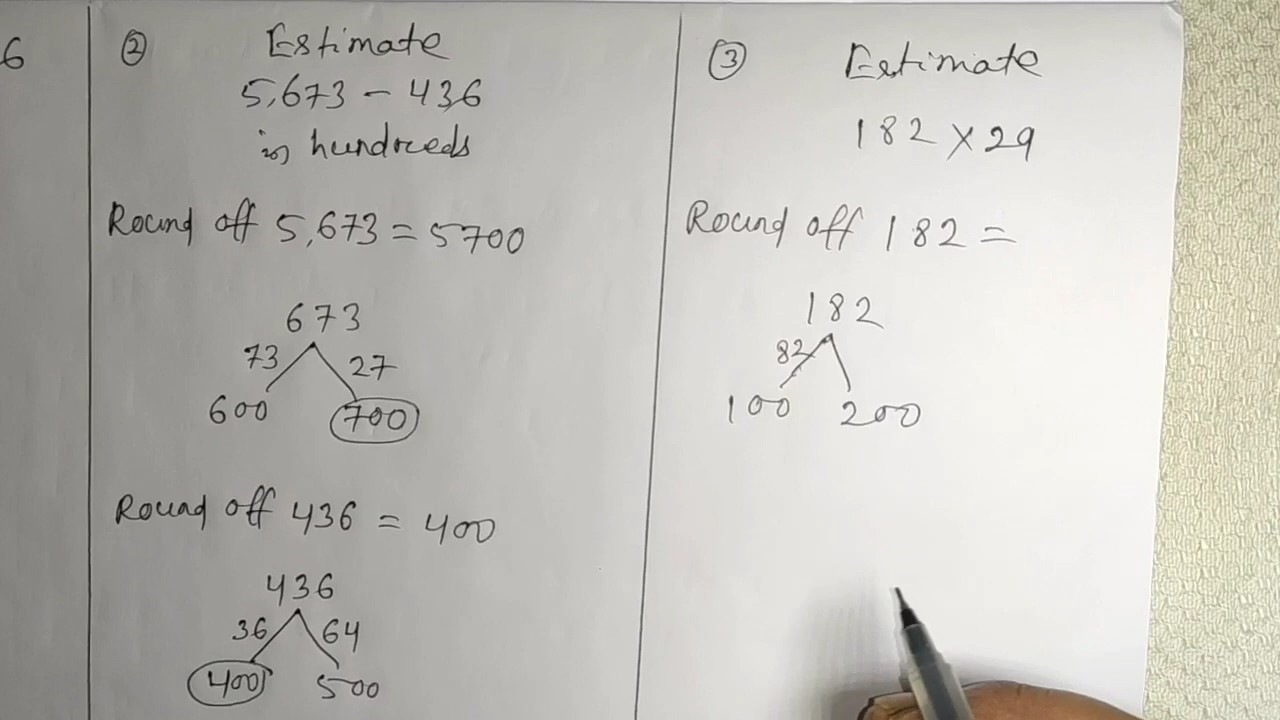 6
② Estimate
5,673 - 436
in hundreds
Round off 5,673 = 5700
673
73 27
600 700
Round off 436 = 400
436
36 64
400 500
③ Estimate
182 × 29
Round off 182 =
182
82
100 200